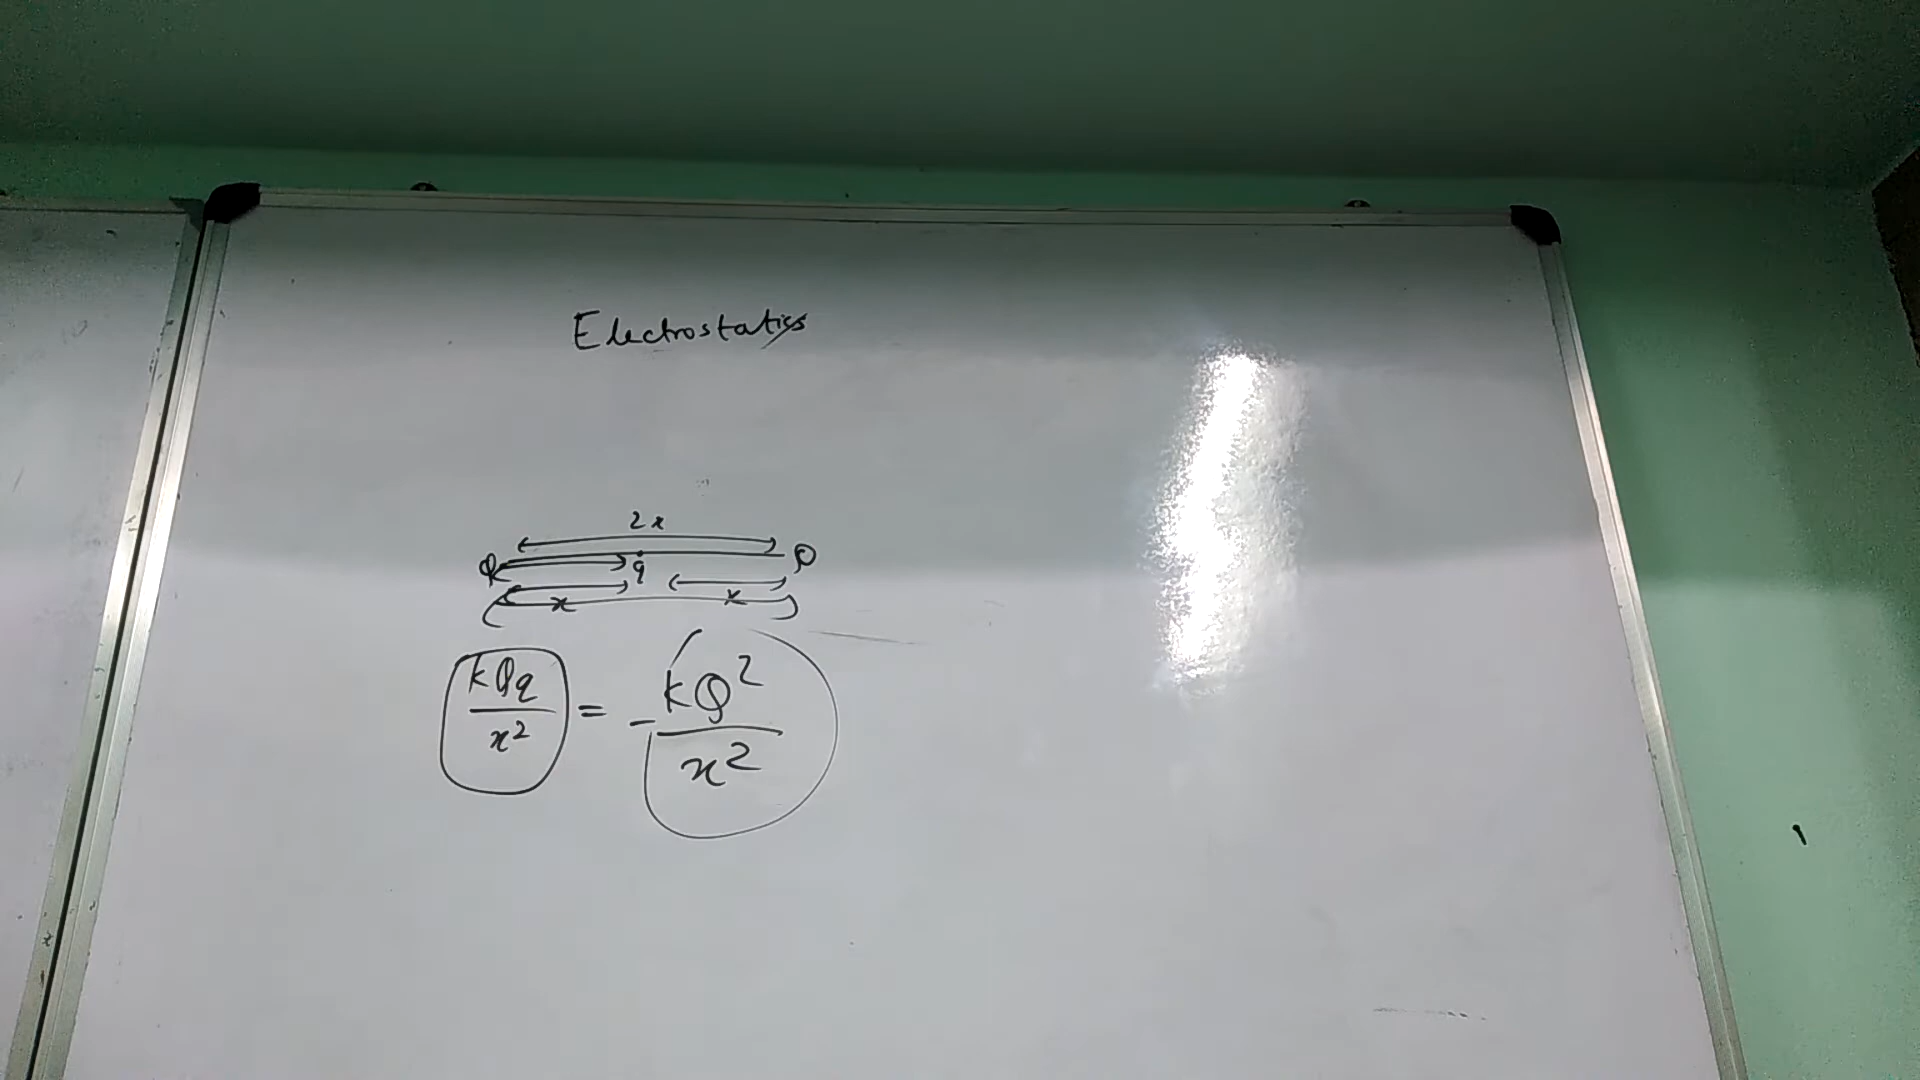 Electrostatics
2x
Q q Q
x x
kQq/x² = -kQ²/x²